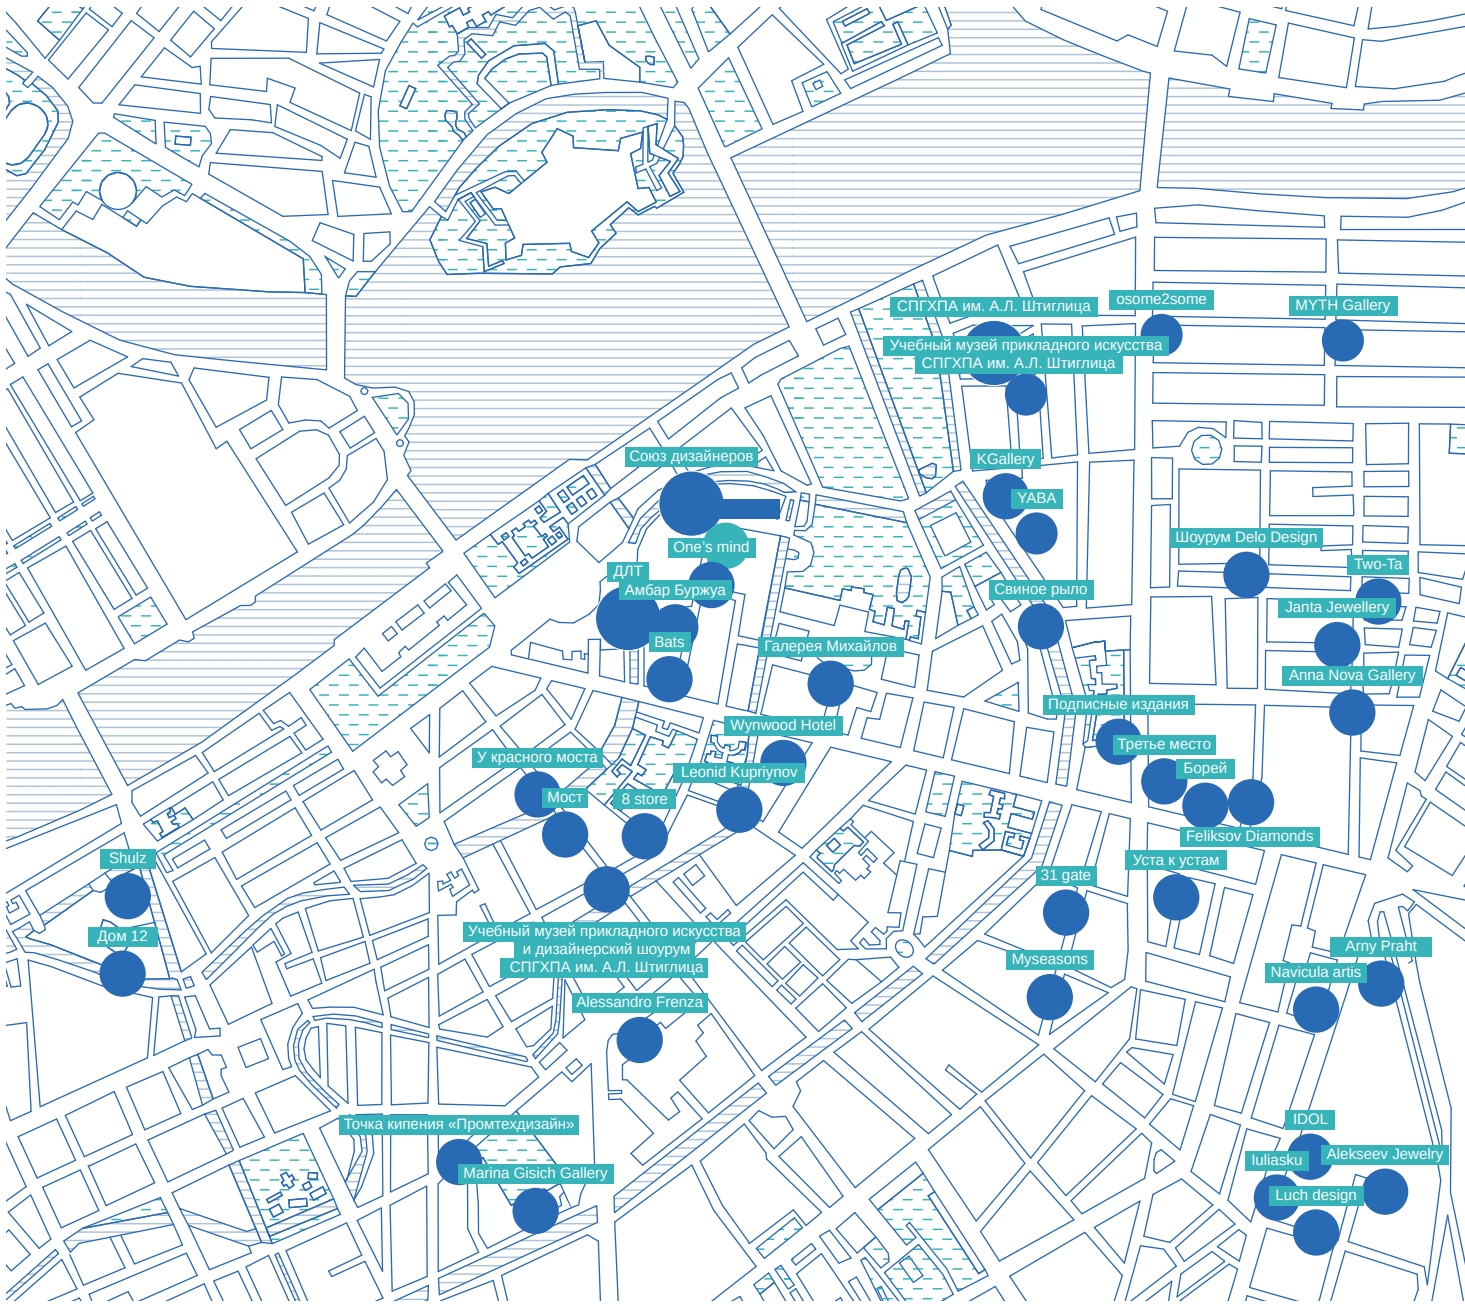 osome2some
MYTH Gallery
СПГХПА им. А.Л. Штиглица
Учебный музей прикладного искусства
СПГХПА им. А.Л. Штиглица
Союз дизайнеров
KGallery
YABA
Шоурум Delo Design
One's mind
Two-Ta
ДЛТ
Амбар Буржуа
Свиное рыло
Janta Jewellery
Bats
Галерея Михайлов
Anna Nova Gallery
Подписные издания
Wynwood Hotel
Третье место
У красного моста
Leonid Kupriynov
Борей
Мост
8 store
Feliksov Diamonds
Shulz
Уста к устам
31 gate
Дом 12
Учебный музей прикладного искусства
и дизайнерский шоурум
СПГХПА им. А.Л. Штиглица
Arny Praht
Myseasons
Navicula artis
Alessandro Frenza
Точка кипения «Промтехдизайн»
IDOL
Alekseev Jewelry
Iuliasku
Marina Gisich Gallery
Luch design